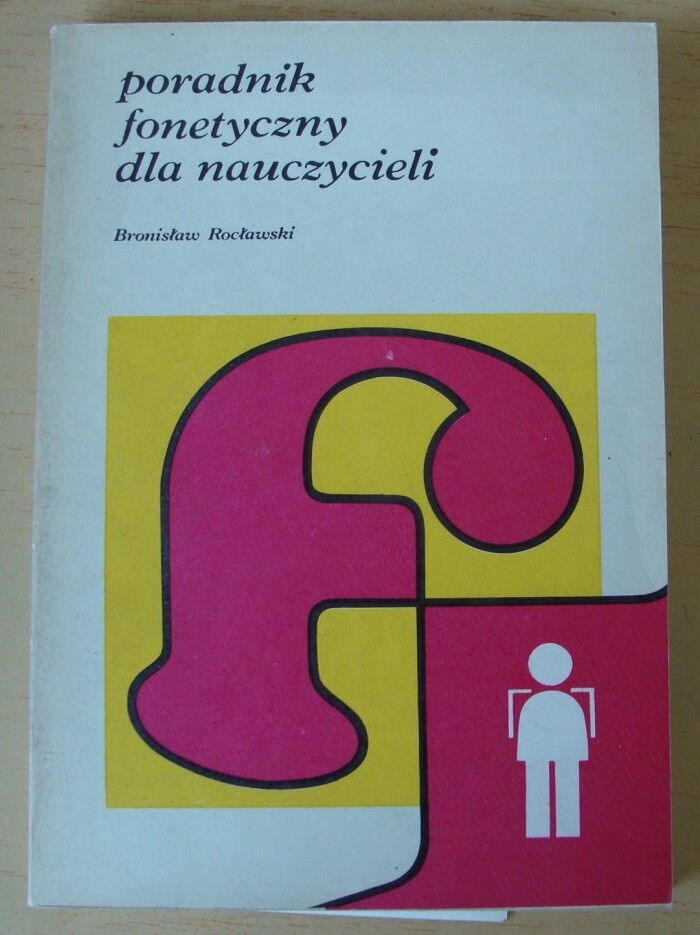 poradnik
fonetyczny
dla nauczycieli
Bronisław Rocławski
f